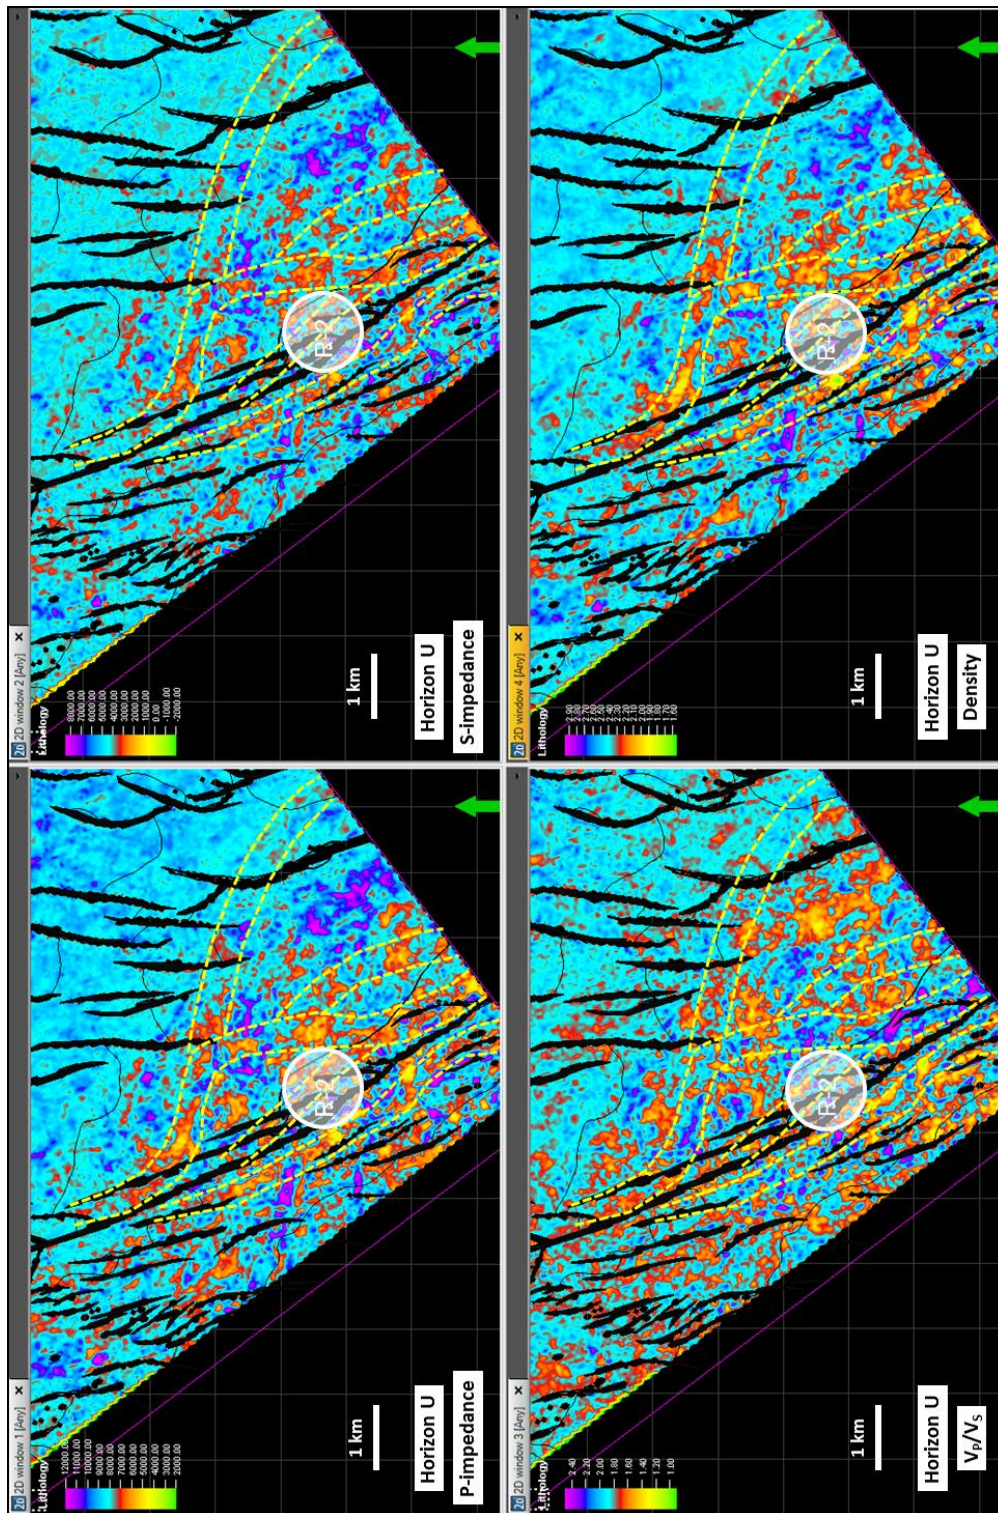 2D window 1 [Any]
Lithology
12000.00
11000.00
10000.00
9000.00
8000.00
7000.00
6000.00
5000.00
4000.00
3000.00
2000.00
R-2
1 km
Horizon U
P-impedance
2D window 2 [Any]
Lithology
8000.00
7000.00
6000.00
5000.00
4000.00
3000.00
2000.00
1000.00
0.00
-1000.00
-2000.00
R-2
1 km
Horizon U
S-impedance
2D window 3 [Any]
Lithology
2.40
2.20
2.00
1.80
1.60
1.40
1.20
1.00
R-2
1 km
Horizon U
VP/VS
2D window 4 [Any]
Lithology
2.90
2.80
2.70
2.60
2.50
2.40
2.30
2.20
2.10
2.00
1.90
1.80
1.70
1.60
R-2
1 km
Horizon U
Density